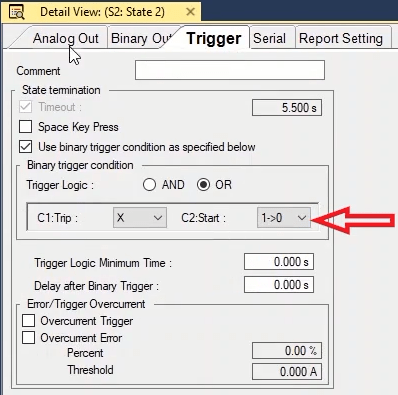 Detail View: (S2: State 2) ×
Analog Out Binary Out Trigger Serial Report Setting
Comment
State termination
Timeout : 5.500 s
Space Key Press
Use binary trigger condition as specified below
Binary trigger condition
Trigger Logic : AND OR
C1:Trip : X C2:Start : 1->0
Trigger Logic Minimum Time : 0.000 s
Delay after Binary Trigger : 0.000 s
Error/Trigger Overcurrent
Overcurrent Trigger
Overcurrent Error
Percent 0.00 %
Threshold 0.000 A